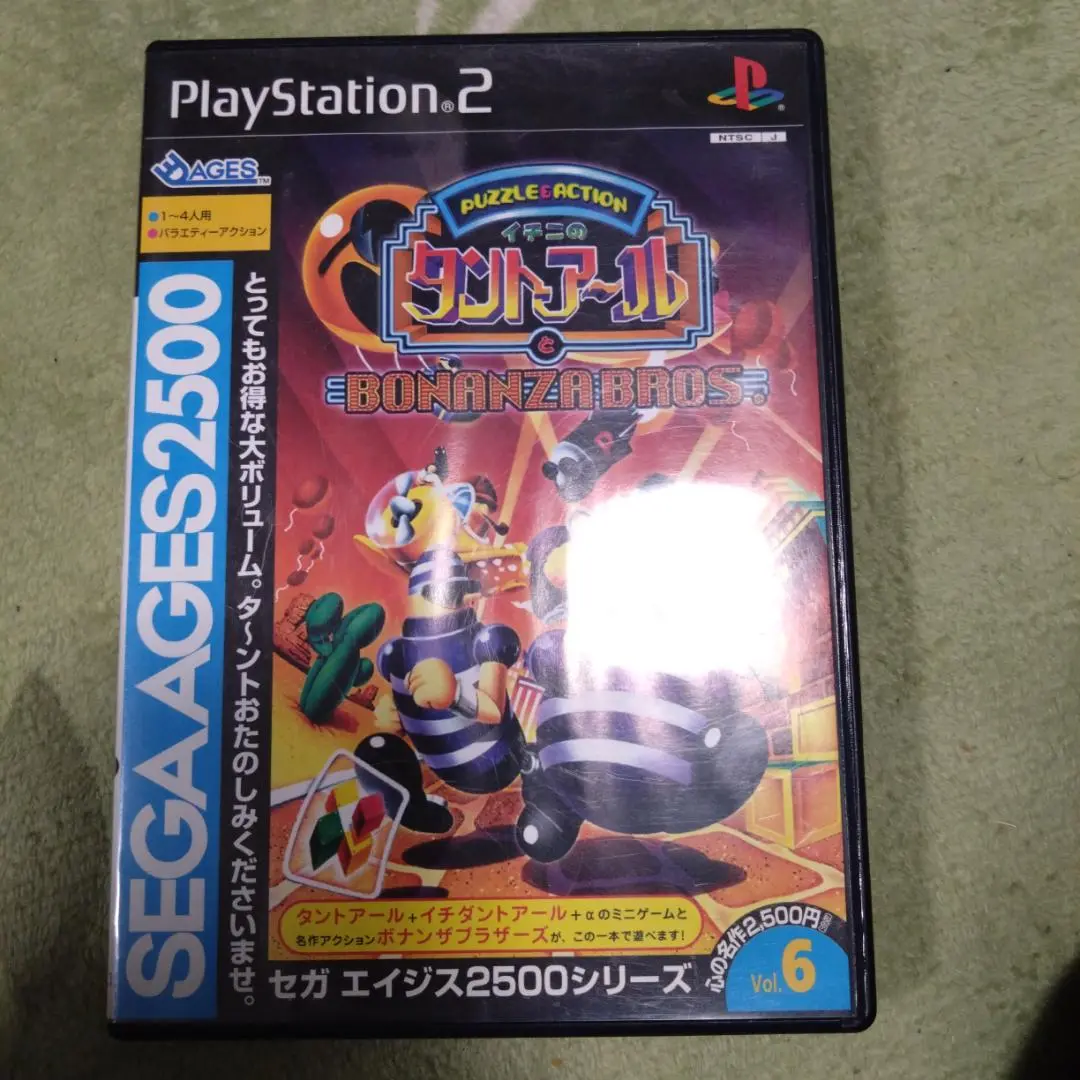 PlayStation®2
NTSC J
3D AGES™
●1〜4人用
●バラエティーアクション
PUZZLE&ACTION
イチニの
タントアール
と
BONANZA BROS.
SEGA AGES 2500
とってもお得な大ボリューム。タ〜ントおたのしみくださいませ。
タントアール+イチダントアール+αのミニゲームと
名作アクションボナンザブラザーズが、この一本で遊べます!
セガ エイジス2500シリーズ
心の名作2,500円
Vol.6